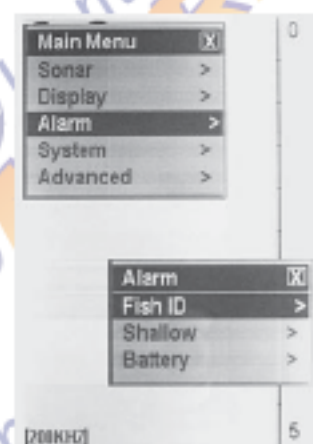 0
Main Menu X
Sonar >
Display >
Alarm >
System >
Advanced >
Alarm X
Fish ID >
Shallow >
Battery >
[200KHZ] 5